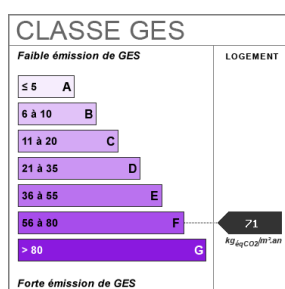 CLASSE GES
Faible émission de GES
LOGEMENT
≤ 5 A
6 à 10 B
11 à 20 C
21 à 35 D
36 à 55 E
56 à 80 F
71
kgéqCO2/m².an
> 80 G
Forte émission de GES